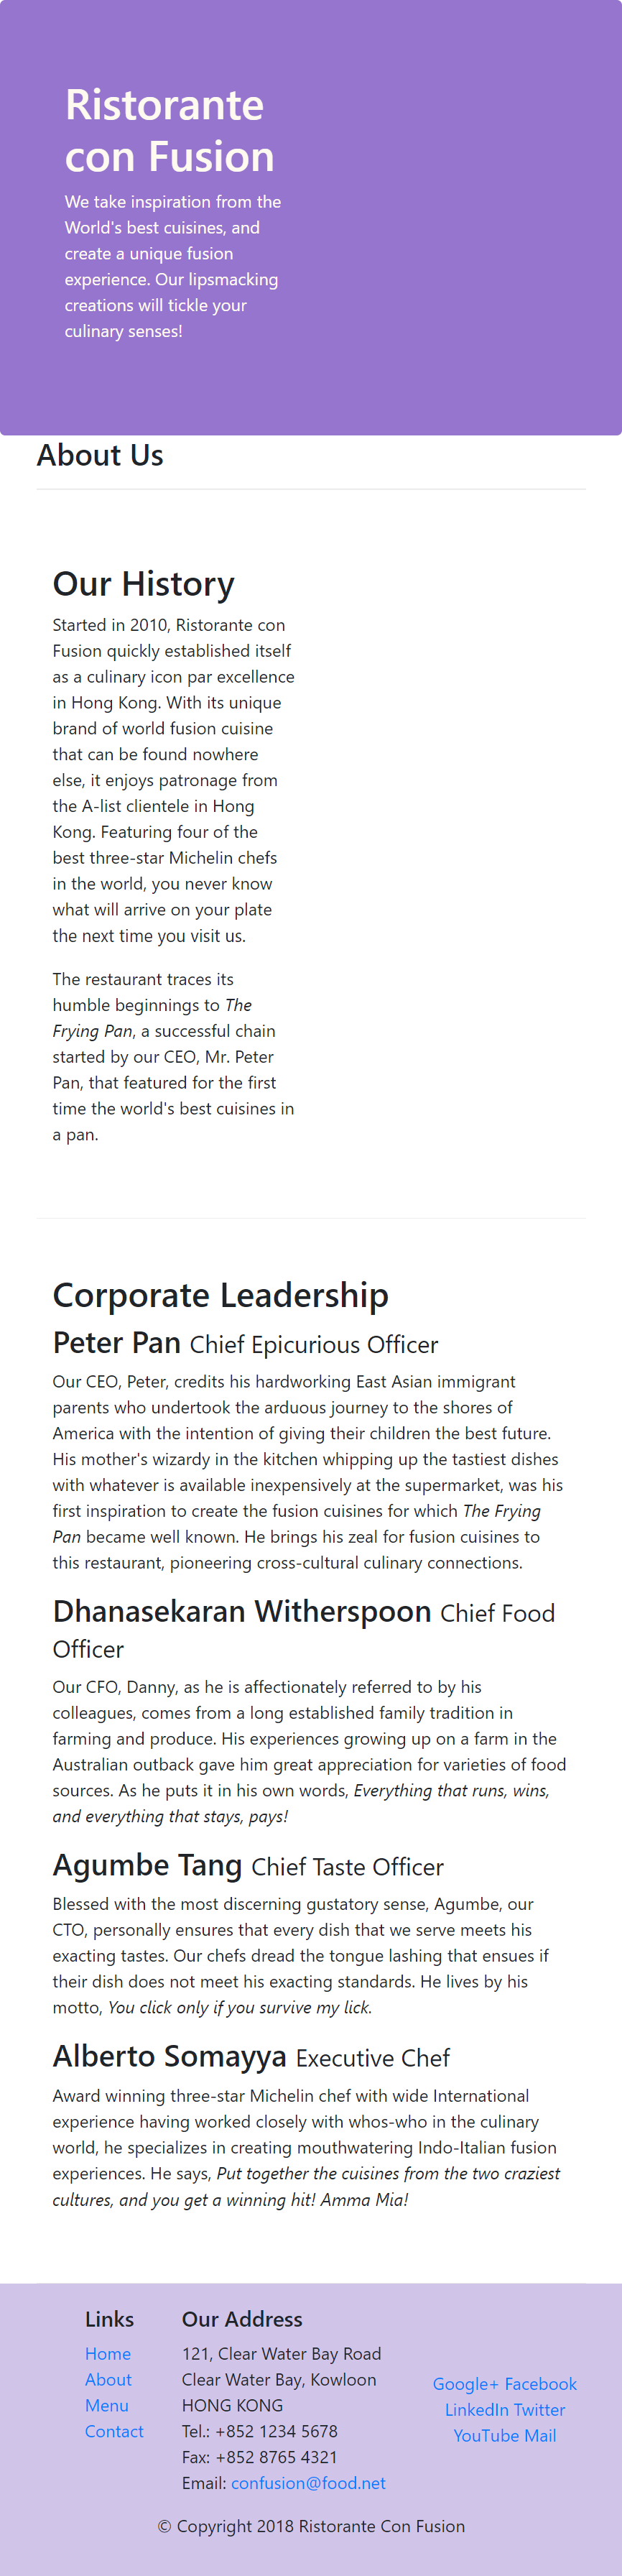 Ristorante
con Fusion
We take inspiration from the
World's best cuisines, and
create a unique fusion
experience. Our lipsmacking
creations will tickle your
culinary senses!
About Us
Our History
Started in 2010, Ristorante con
Fusion quickly established itself
as a culinary icon par excellence
in Hong Kong. With its unique
brand of world fusion cuisine
that can be found nowhere
else, it enjoys patronage from
the A-list clientele in Hong
Kong. Featuring four of the
best three-star Michelin chefs
in the world, you never know
what will arrive on your plate
the next time you visit us.
The restaurant traces its
humble beginnings to The
Frying Pan, a successful chain
started by our CEO, Mr. Peter
Pan, that featured for the first
time the world's best cuisines in
a pan.
Corporate Leadership
Peter Pan Chief Epicurious Officer
Our CEO, Peter, credits his hardworking East Asian immigrant
parents who undertook the arduous journey to the shores of
America with the intention of giving their children the best future.
His mother's wizardy in the kitchen whipping up the tastiest dishes
with whatever is available inexpensively at the supermarket, was his
first inspiration to create the fusion cuisines for which The Frying
Pan became well known. He brings his zeal for fusion cuisines to
this restaurant, pioneering cross-cultural culinary connections.
Dhanasekaran Witherspoon Chief Food
Officer
Our CFO, Danny, as he is affectionately referred to by his
colleagues, comes from a long established family tradition in
farming and produce. His experiences growing up on a farm in the
Australian outback gave him great appreciation for varieties of food
sources. As he puts it in his own words, Everything that runs, wins,
and everything that stays, pays!
Agumbe Tang Chief Taste Officer
Blessed with the most discerning gustatory sense, Agumbe, our
CTO, personally ensures that every dish that we serve meets his
exacting tastes. Our chefs dread the tongue lashing that ensues if
their dish does not meet his exacting standards. He lives by his
motto, You click only if you survive my lick.
Alberto Somayya Executive Chef
Award winning three-star Michelin chef with wide International
experience having worked closely with whos-who in the culinary
world, he specializes in creating mouthwatering Indo-Italian fusion
experiences. He says, Put together the cuisines from the two craziest
cultures, and you get a winning hit! Amma Mia!
Links
Home
About
Menu
Contact
Our Address
121, Clear Water Bay Road
Clear Water Bay, Kowloon
HONG KONG
Tel.: +852 1234 5678
Fax: +852 8765 4321
Email: confusion@food.net
Google+ Facebook
LinkedIn Twitter
YouTube Mail
© Copyright 2018 Ristorante Con Fusion